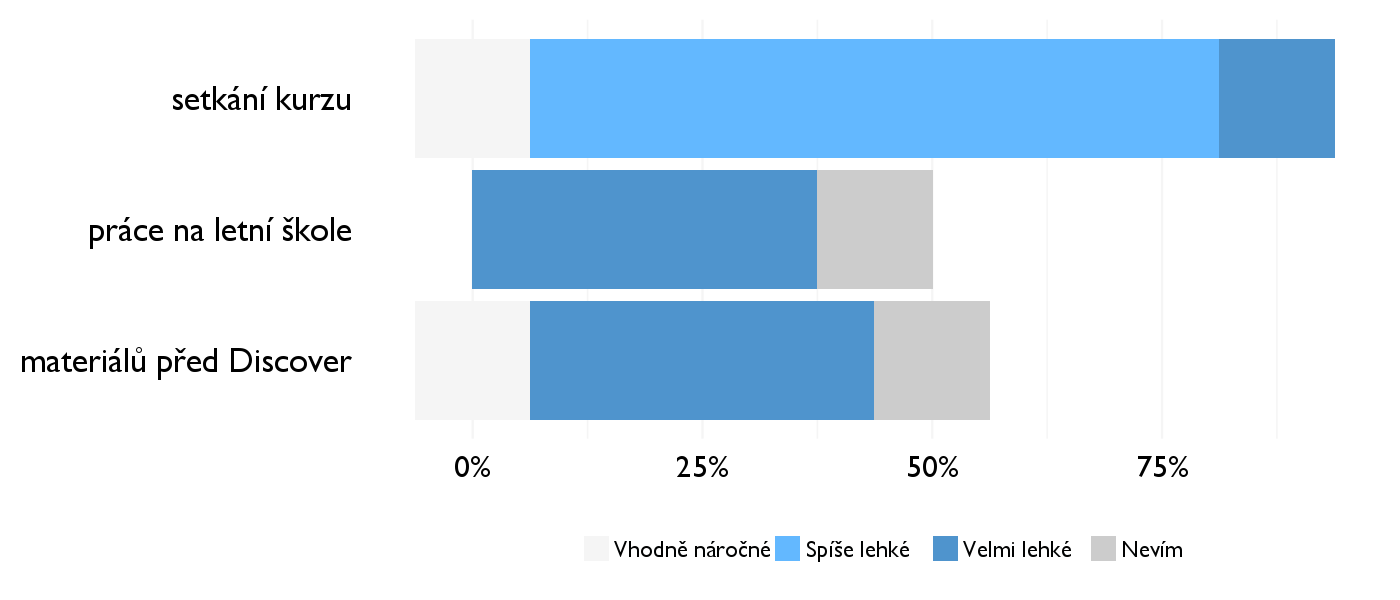 setkání kurzu
práce na letní škole
materiálů před Discover
0% 25% 50% 75%
Vhodně náročné Spíše lehké Velmi lehké Nevím